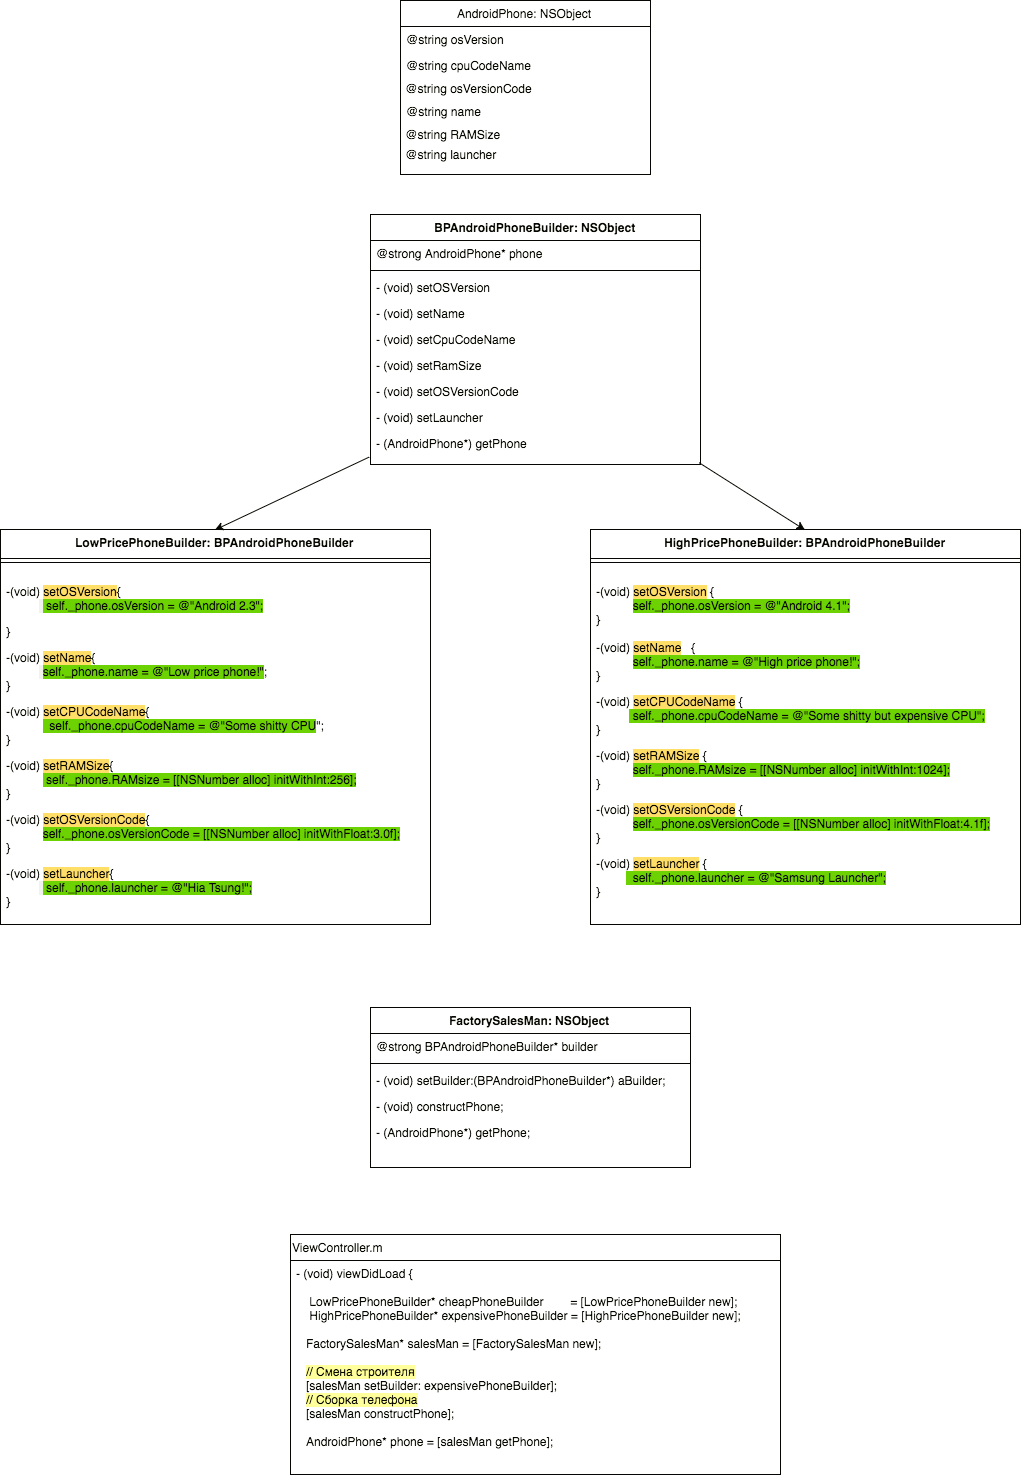 AndroidPhone: NSObject
@string osVersion
@string cpuCodeName
@string osVersionCode
@string name
@string RAMSize
@string launcher
BPAndroidPhoneBuilder: NSObject
@strong AndroidPhone* phone
- (void) setOSVersion
- (void) setName
- (void) setCpuCodeName
- (void) setRamSize
- (void) setOSVersionCode
- (void) setLauncher
- (AndroidPhone*) getPhone
LowPricePhoneBuilder: BPAndroidPhoneBuilder
-(void) setOSVersion{
self._phone.osVersion = @"Android 2.3";
}
-(void) setName{
self._phone.name = @"Low price phone!";
}
-(void) setCPUCodeName{
self._phone.cpuCodeName = @"Some shitty CPU";
}
-(void) setRAMSize{
self._phone.RAMsize = [[NSNumber alloc] initWithInt:256];
}
-(void) setOSVersionCode{
self._phone.osVersionCode = [[NSNumber alloc] initWithFloat:3.0f];
}
-(void) setLauncher{
self._phone.launcher = @"Hia Tsung!";
}
HighPricePhoneBuilder: BPAndroidPhoneBuilder
-(void) setOSVersion {
self._phone.osVersion = @"Android 4.1";
}
-(void) setName {
self._phone.name = @"High price phone!";
}
-(void) setCPUCodeName {
self._phone.cpuCodeName = @"Some shitty but expensive CPU";
}
-(void) setRAMSize {
self._phone.RAMsize = [[NSNumber alloc] initWithInt:1024];
}
-(void) setOSVersionCode {
self._phone.osVersionCode = [[NSNumber alloc] initWithFloat:4.1f];
}
-(void) setLauncher {
self._phone.launcher = @"Samsung Launcher";
}
FactorySalesMan: NSObject
@strong BPAndroidPhoneBuilder* builder
- (void) setBuilder:(BPAndroidPhoneBuilder*) aBuilder;
- (void) constructPhone;
- (AndroidPhone*) getPhone;
ViewController.m
- (void) viewDidLoad {
LowPricePhoneBuilder* cheapPhoneBuilder = [LowPricePhoneBuilder new];
HighPricePhoneBuilder* expensivePhoneBuilder = [HighPricePhoneBuilder new];
FactorySalesMan* salesMan = [FactorySalesMan new];
// Смена строителя
[salesMan setBuilder: expensivePhoneBuilder];
// Сборка телефона
[salesMan constructPhone];
AndroidPhone* phone = [salesMan getPhone];